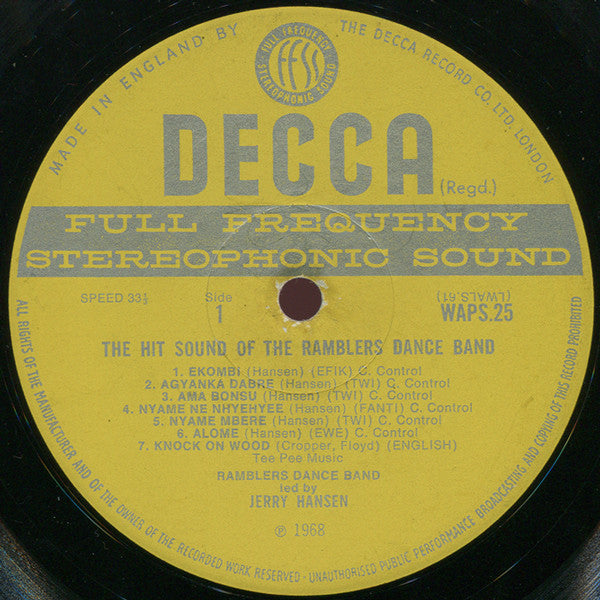 MADE IN ENGLAND BY
THE DECCA RECORD CO. LTD. LONDON
FULL FREQUENCY
FFSS
STEREOPHONIC SOUND
DECCA
(Regd.)
FULL FREQUENCY
STEREOPHONIC SOUND
SPEED 33⅓
Side
1
(LWALS.61)
WAPS.25
THE HIT SOUND OF THE RAMBLERS DANCE BAND
1. EKOMBI (Hansen) (EFIK) C. Control
2. AGYANKA DABRE (Hansen) (TWI) C. Control
3. AMA BONSU (Hansen) (TWI) C. Control
4. NYAME NE NHYEHYEE (Hansen) (FANTI) C. Control
5. NYAME MBERE (Hansen) (TWI) C. Control
6. ALOME (Hansen) (EWE) C. Control
7. KNOCK ON WOOD (Cropper, Floyd) (ENGLISH)
Tee Pee Music
RAMBLERS DANCE BAND
led by
JERRY HANSEN
℗ 1968
ALL RIGHTS OF THE MANUFACTURER AND OF THE OWNER OF THE RECORDED WORK RESERVED · UNAUTHORISED PUBLIC PERFORMANCE BROADCASTING AND COPYING OF THIS RECORD PROHIBITED